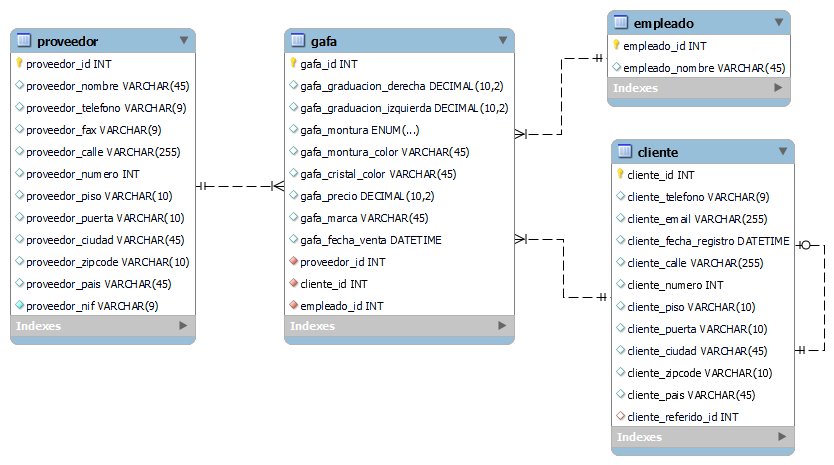 proveedor
proveedor_id INT
proveedor_nombre VARCHAR(45)
proveedor_telefono VARCHAR(9)
proveedor_fax VARCHAR(9)
proveedor_calle VARCHAR(255)
proveedor_numero INT
proveedor_piso VARCHAR(10)
proveedor_puerta VARCHAR(10)
proveedor_ciudad VARCHAR(45)
proveedor_zipcode VARCHAR(10)
proveedor_pais VARCHAR(45)
proveedor_nif VARCHAR(9)
Indexes
gafa
gafa_id INT
gafa_graduacion_derecha DECIMAL(10,2)
gafa_graduacion_izquierda DECIMAL(10,2)
gafa_montura ENUM(...)
gafa_montura_color VARCHAR(45)
gafa_cristal_color VARCHAR(45)
gafa_precio DECIMAL(10,2)
gafa_marca VARCHAR(45)
gafa_fecha_venta DATETIME
proveedor_id INT
cliente_id INT
empleado_id INT
Indexes
empleado
empleado_id INT
empleado_nombre VARCHAR(45)
Indexes
cliente
cliente_id INT
cliente_telefono VARCHAR(9)
cliente_email VARCHAR(255)
cliente_fecha_registro DATETIME
cliente_calle VARCHAR(255)
cliente_numero INT
cliente_piso VARCHAR(10)
cliente_puerta VARCHAR(10)
cliente_ciudad VARCHAR(45)
cliente_zipcode VARCHAR(10)
cliente_pais VARCHAR(45)
cliente_referido_id INT
Indexes